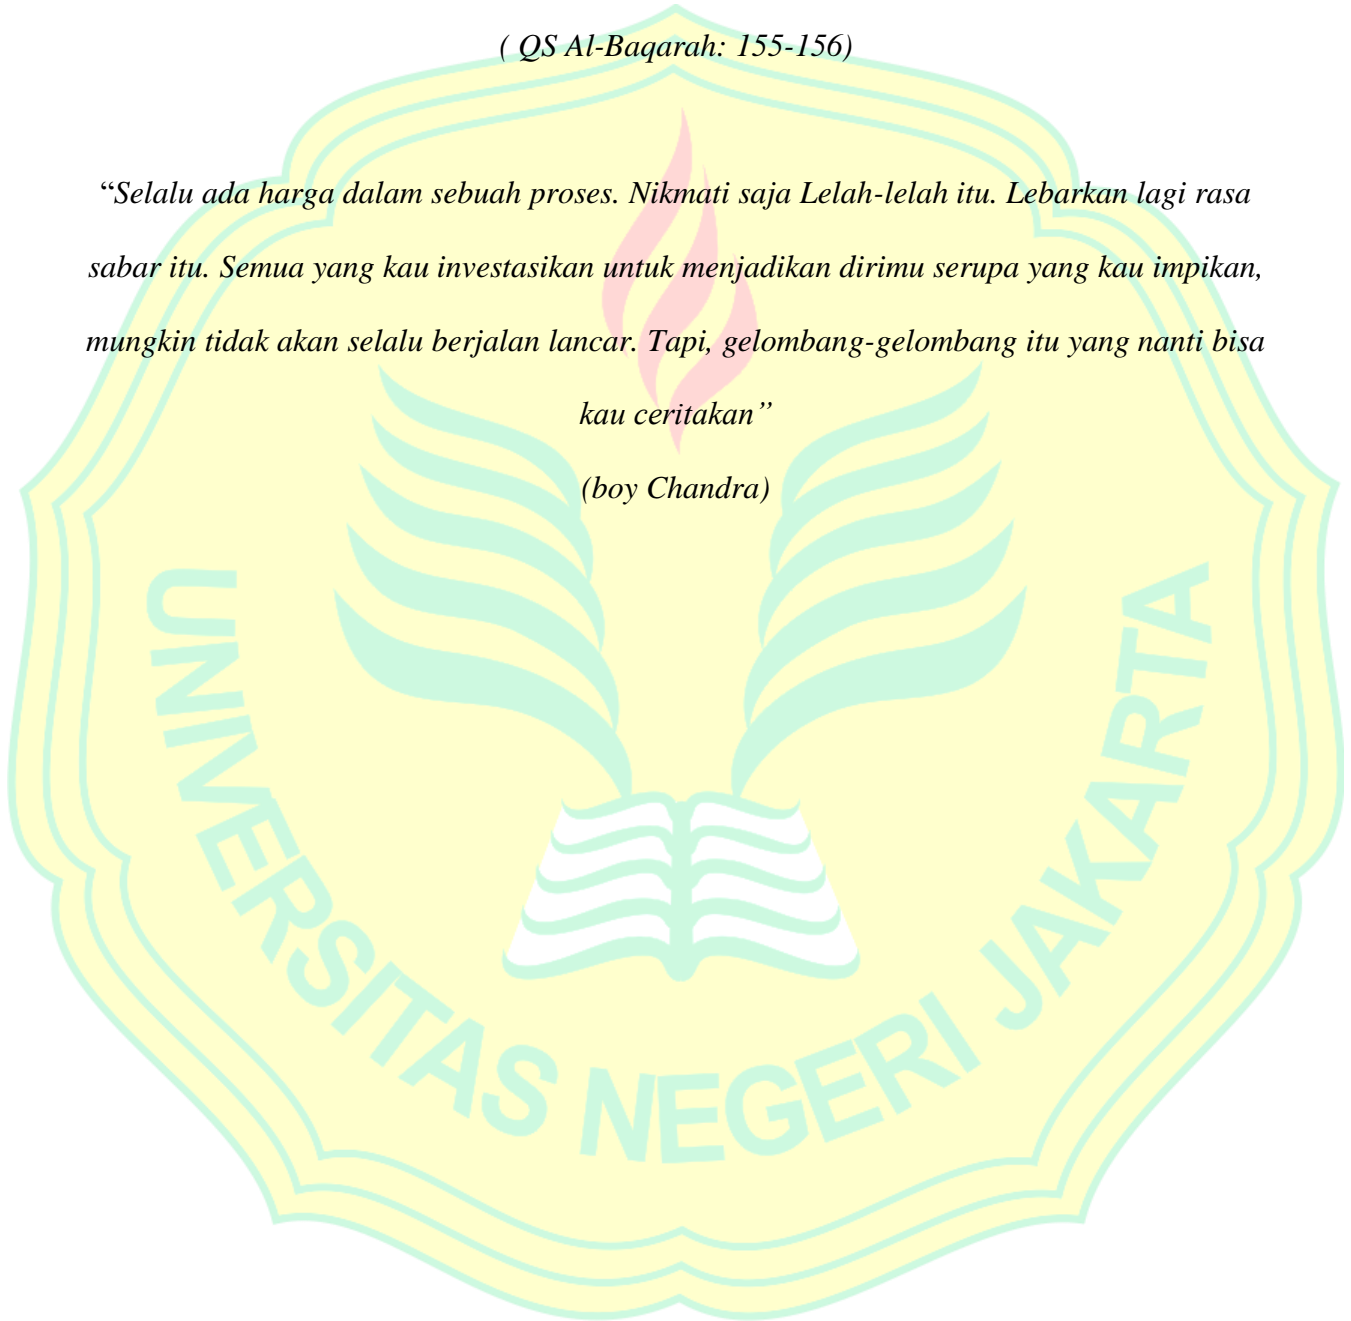 ( QS Al-Baqarah: 155-156)
“Selalu ada harga dalam sebuah proses. Nikmati saja Lelah-lelah itu. Lebarkan lagi rasa
sabar itu. Semua yang kau investasikan untuk menjadikan dirimu serupa yang kau impikan,
mungkin tidak akan selalu berjalan lancar. Tapi, gelombang-gelombang itu yang nanti bisa
kau ceritakan”
(boy Chandra)
UNIVERSITAS NEGERI JAKARTA